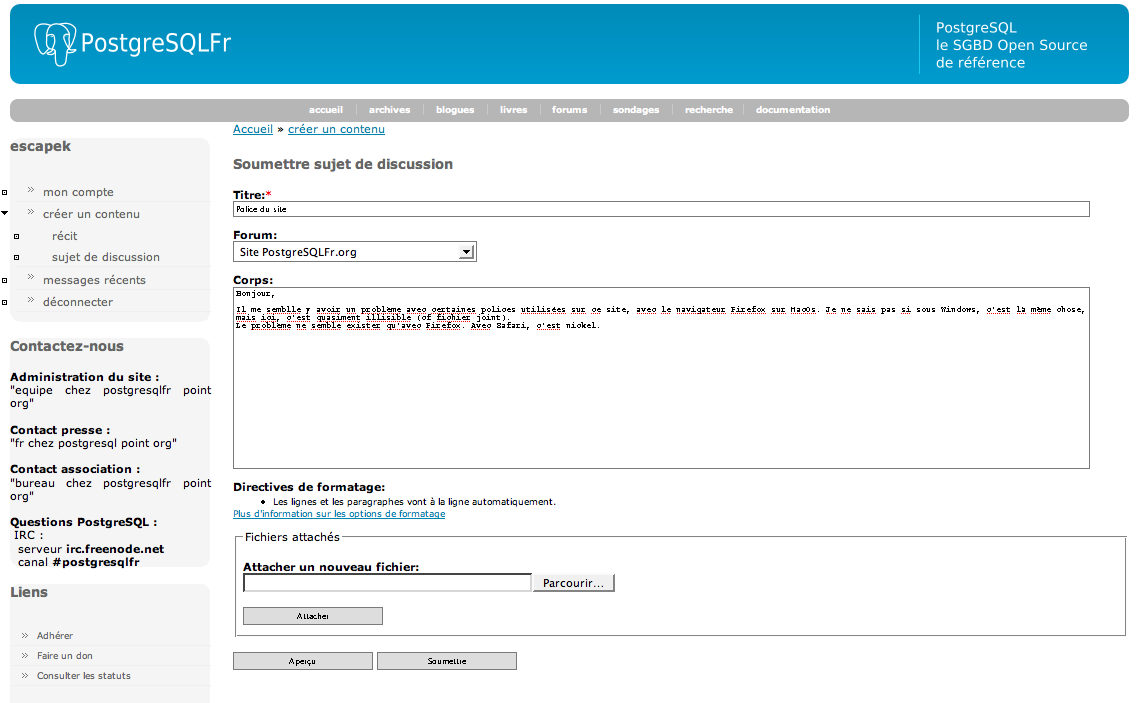 PostgreSQLFr
PostgreSQL
le SGBD Open Source
de référence
accueil archives blogues livres forums sondages recherche documentation
Accueil » créer un contenu
escapek
» mon compte
» créer un contenu
récit
sujet de discussion
» messages récents
» déconnecter
Contactez-nous
Administration du site :
"equipe chez postgresqlfr point
org"
Contact presse :
"fr chez postgresql point org"
Contact association :
"bureau chez postgresqlfr point
org"
Questions PostgreSQL :
IRC :
serveur irc.freenode.net
canal #postgresqlfr
Liens
» Adhérer
» Faire un don
» Consulter les statuts
Soumettre sujet de discussion
Titre:*
Police du site
Forum:
Site PostgreSQLFr.org
Corps:
Bonjour,
Il me semblle y avoir un problème avec certaines polices utilisées sur ce site, avec le navigateur Firefox sur MacOs. Je ne sais pas si sous Windows, c'est la même chose,
mais ici, c'est quasiment illisible (cf fichier joint).
Le problème ne semble exister qu'avec Firefox. Avec Safari, c'est nickel.
Directives de formatage:
• Les lignes et les paragraphes vont à la ligne automatiquement.
Plus d'information sur les options de formatage
Fichiers attachés
Attacher un nouveau fichier:
Parcourir...
Attacher
Aperçu Soumettre